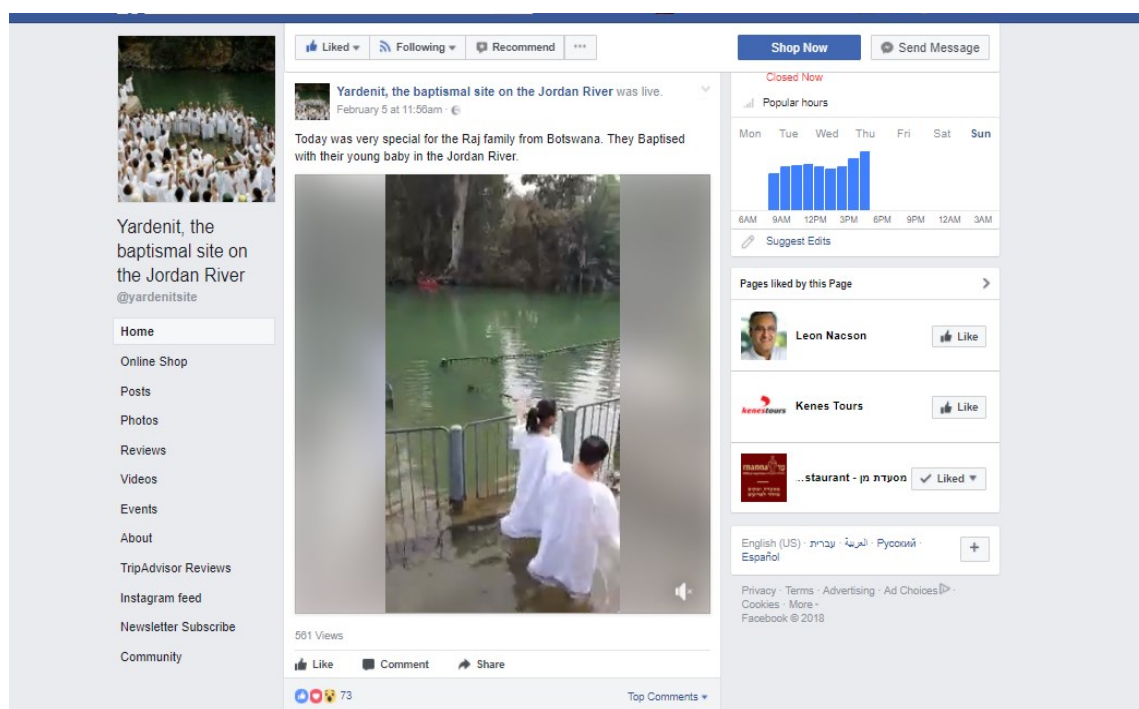 Liked
Following
Recommend
Shop Now
Send Message
Yardenit, the
baptismal site on
the Jordan River
@yardenitsite
Home
Online Shop
Posts
Photos
Reviews
Videos
Events
About
TripAdvisor Reviews
Instagram feed
Newsletter Subscribe
Community
Yardenit, the baptismal site on the Jordan River was live.
February 5 at 11:56am ·
Today was very special for the Raj family from Botswana. They Baptised
with their young baby in the Jordan River.
561 Views
Like Comment Share
73
Top Comments
Closed Now
Popular hours
Mon Tue Wed Thu Fri Sat Sun
6AM 9AM 12PM 3PM 6PM 9PM 12AM 3AM
Suggest Edits
Pages liked by this Page
Leon Nacson
Like
kenestours
Kenes Tours
Like
manna
...staurant - מסעדת מן
Liked
English (US) · עברית · العربية · Русский ·
Español
Privacy · Terms · Advertising · Ad Choices ·
Cookies · More
Facebook © 2018